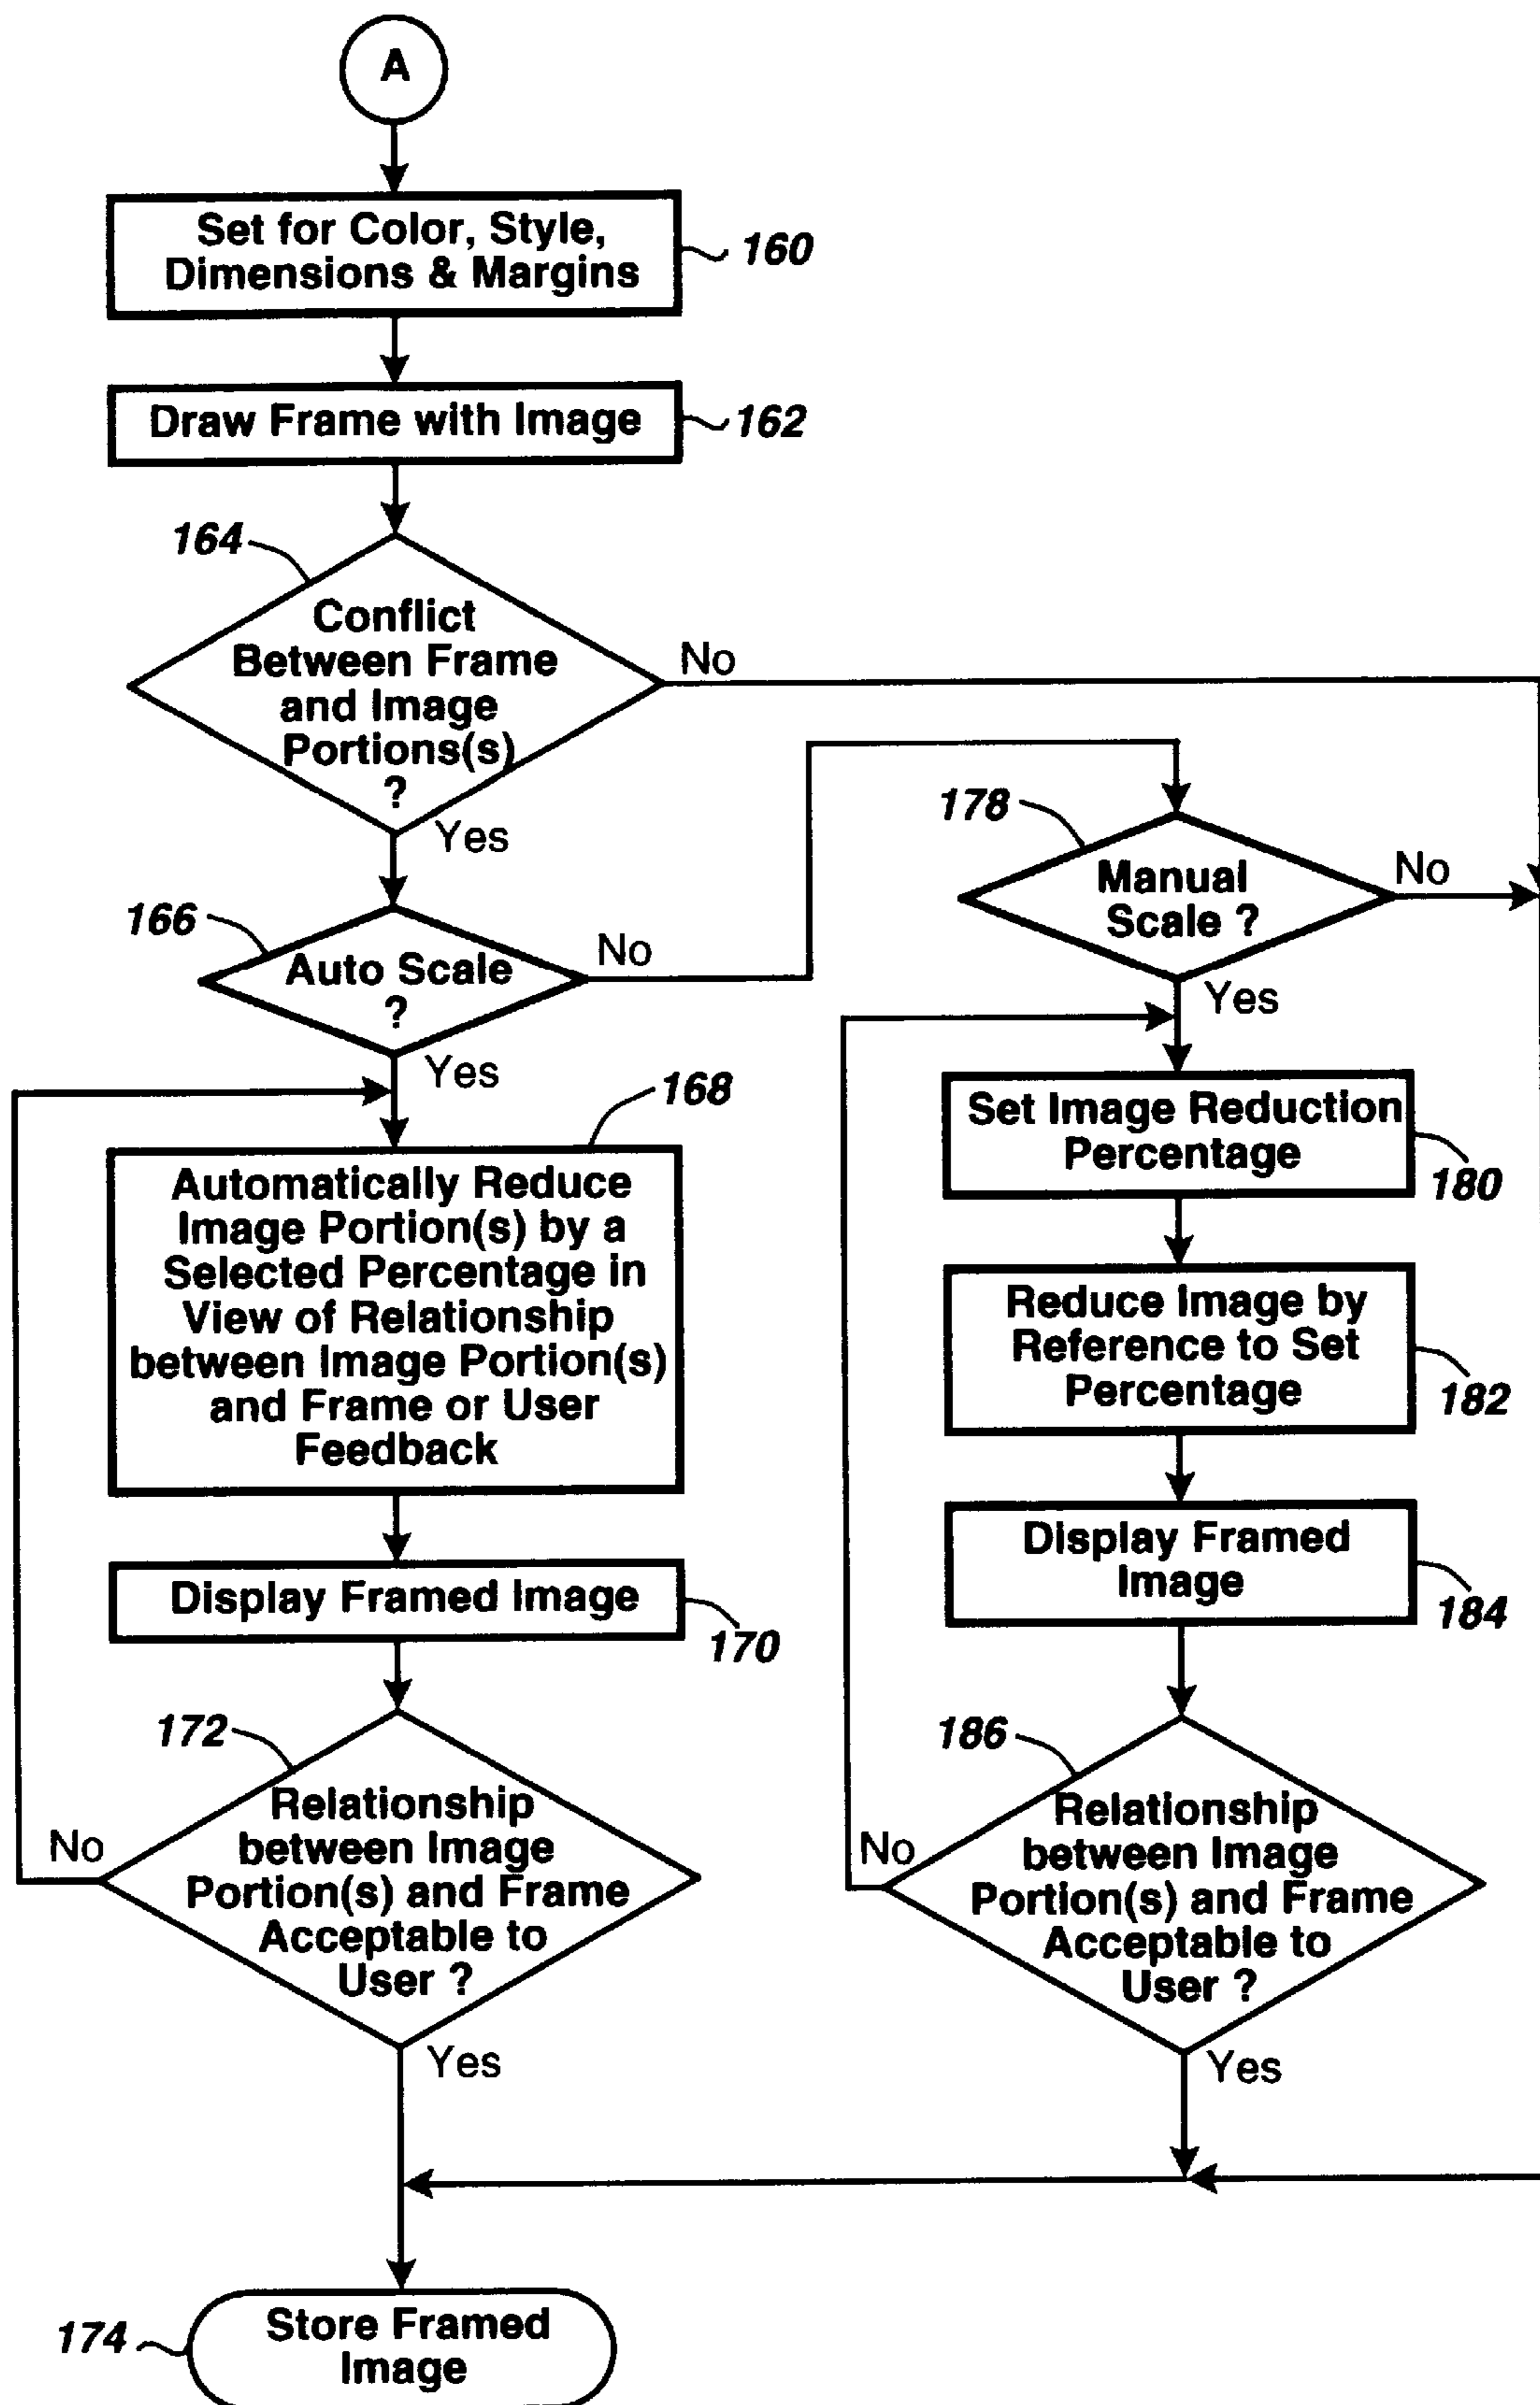 A
Set for Color, Style,
Dimensions & Margins
160
Draw Frame with Image
162
164
Conflict
Between Frame
and Image
Portions(s)
?
No
Yes
166
Auto Scale
?
No
Yes
168
Automatically Reduce
Image Portion(s) by a
Selected Percentage in
View of Relationship
between Image Portion(s)
and Frame or User
Feedback
Display Framed Image
170
172
Relationship
between Image
Portion(s) and Frame
Acceptable to
User ?
No
Yes
178
Manual
Scale ?
No
Yes
Set Image Reduction
Percentage
180
Reduce Image by
Reference to Set
Percentage
182
Display Framed
Image
184
186
Relationship
between Image
Portion(s) and Frame
Acceptable to
User ?
No
Yes
174
Store Framed
Image